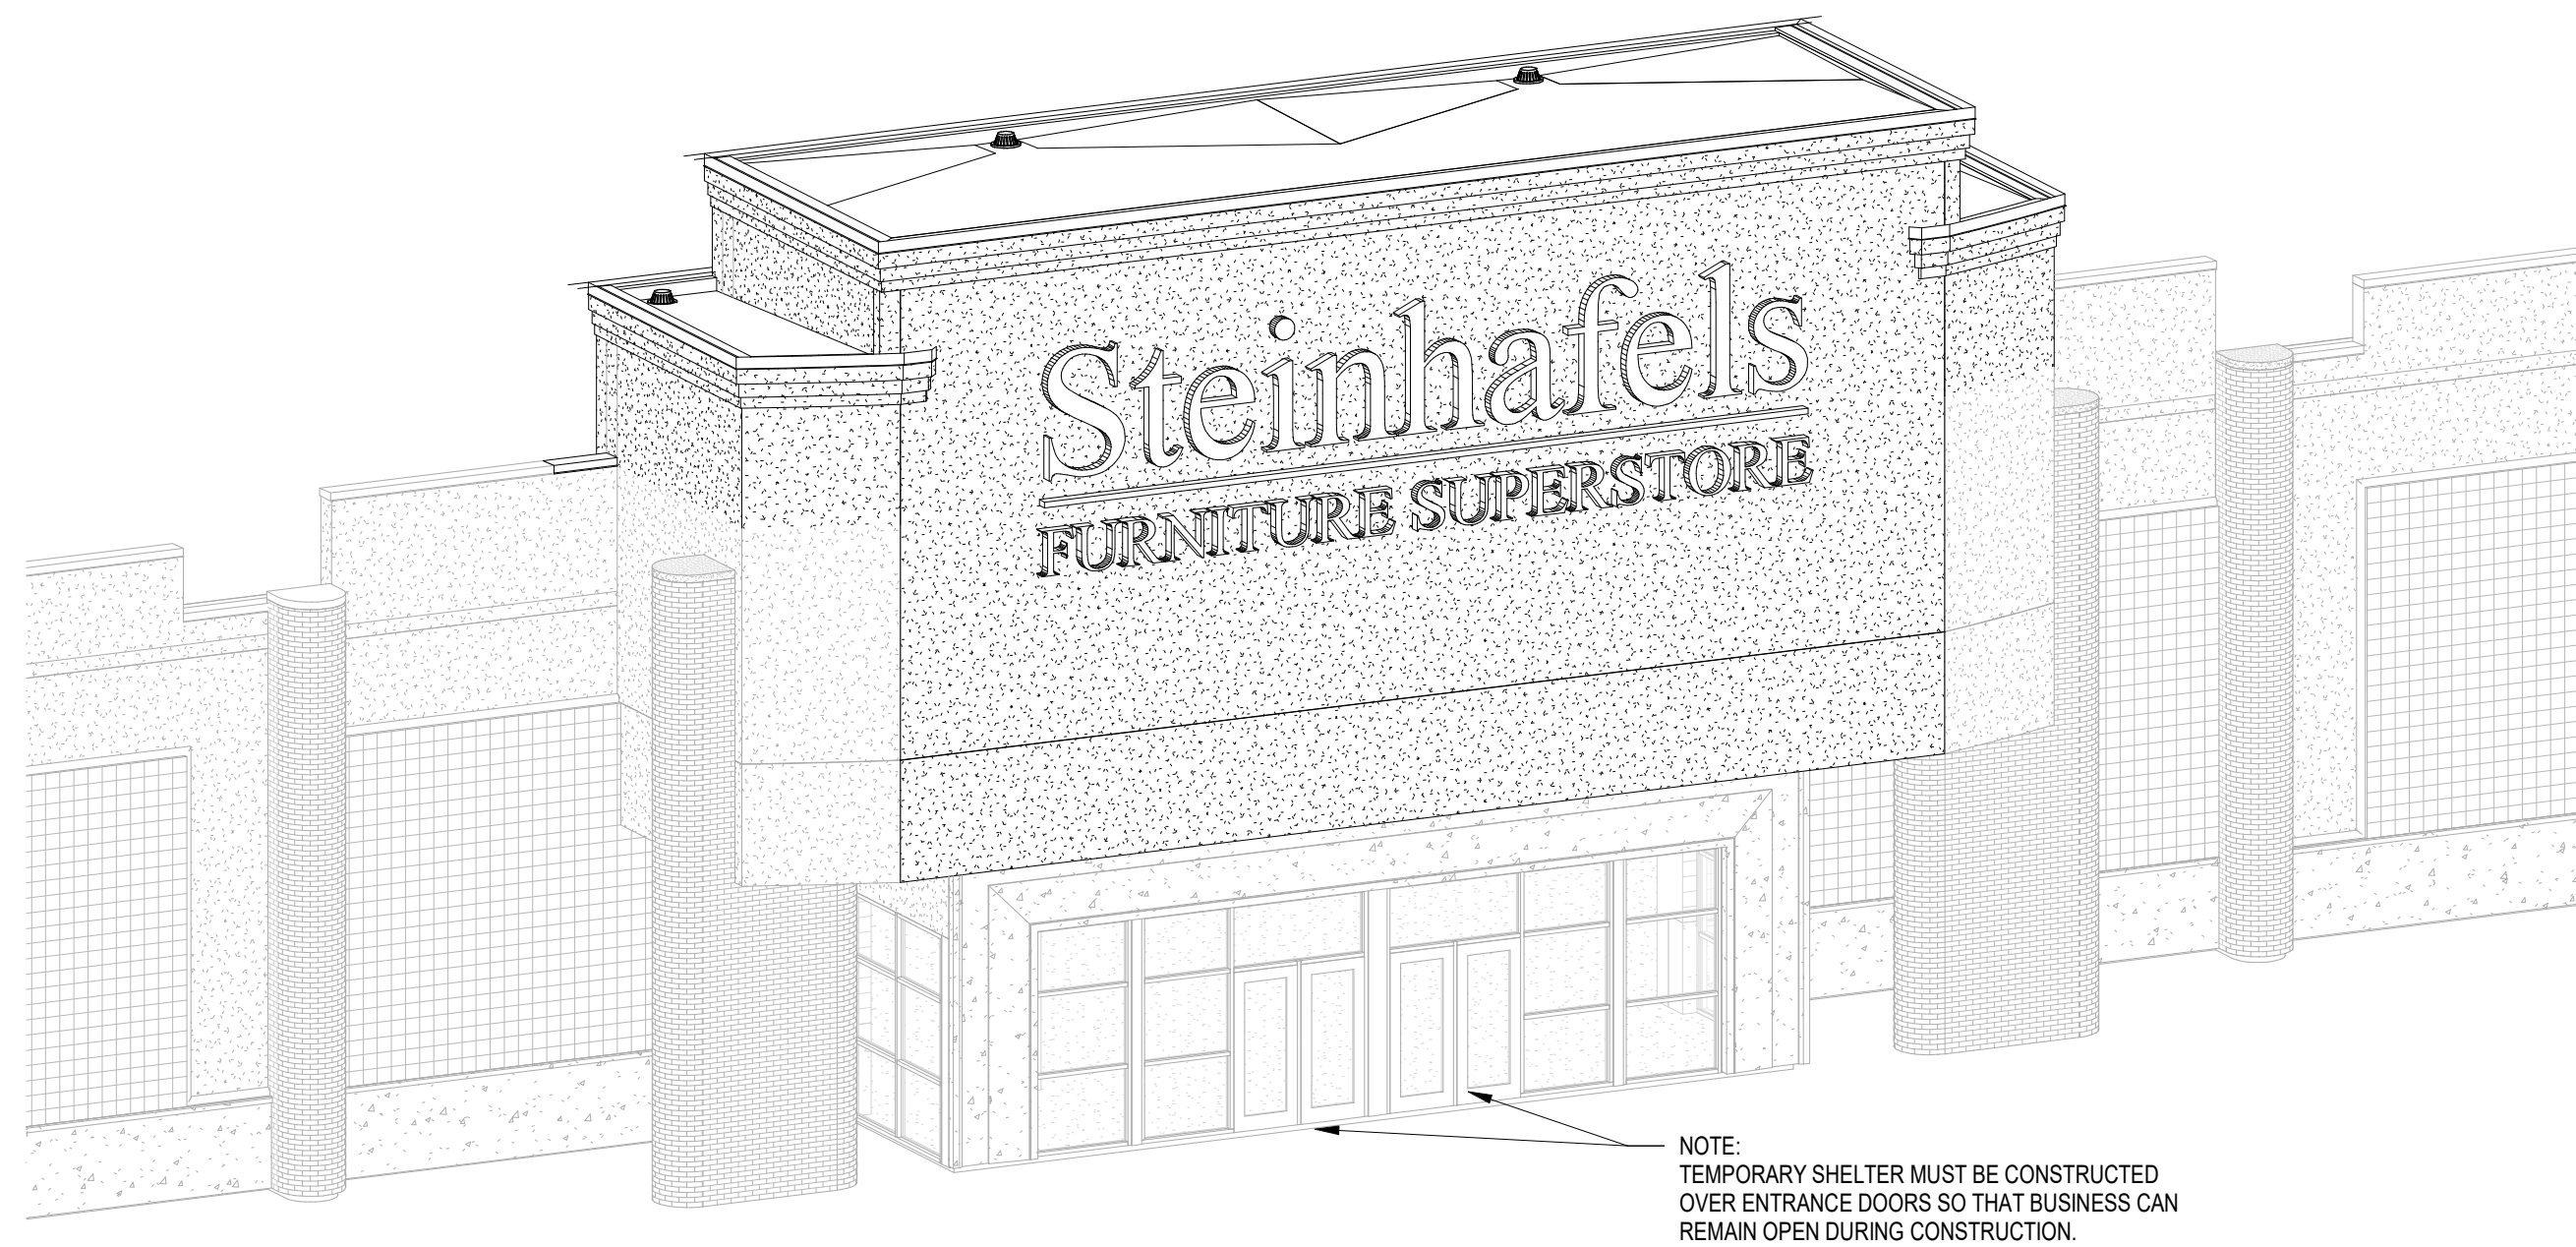 Steinhafels
FURNITURE SUPERSTORE
NOTE:
TEMPORARY SHELTER MUST BE CONSTRUCTED
OVER ENTRANCE DOORS SO THAT BUSINESS CAN
REMAIN OPEN DURING CONSTRUCTION.